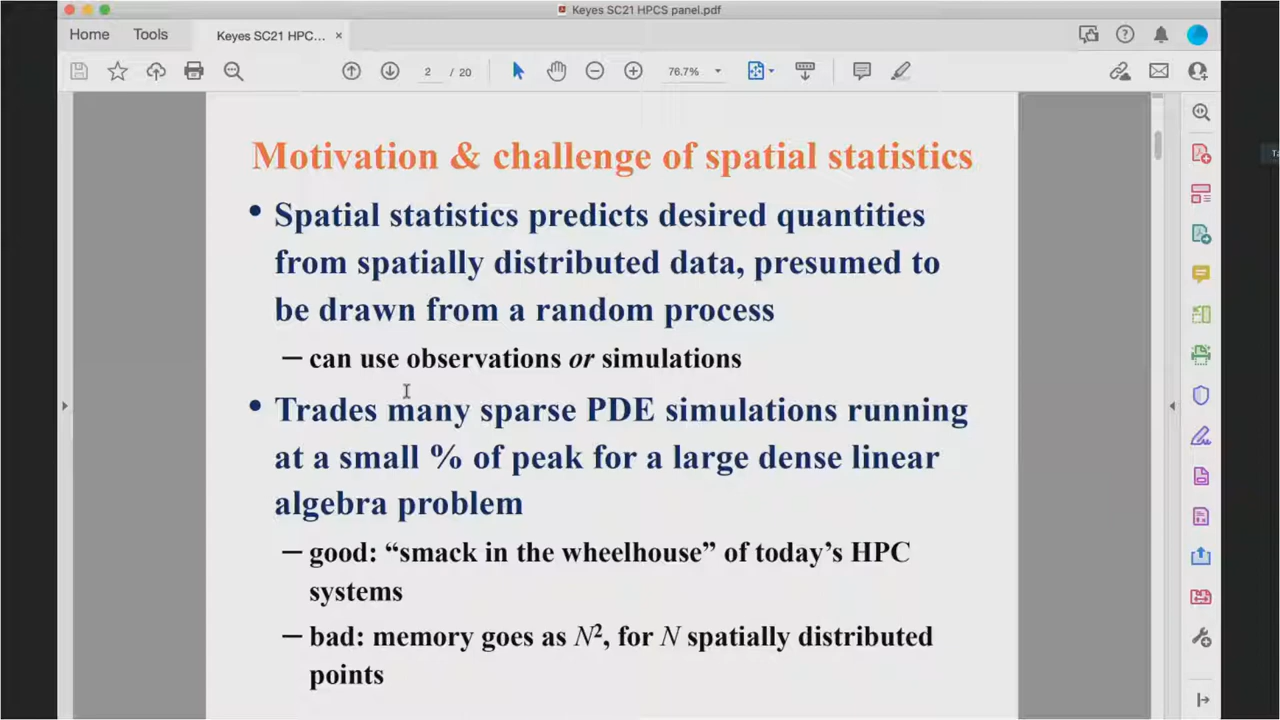 Keyes SC21 HPCS panel.pdf
Home Tools Keyes SC21 HPC... ×
2 / 20 76.7%
Motivation & challenge of spatial statistics
• Spatial statistics predicts desired quantities
from spatially distributed data, presumed to
be drawn from a random process
– can use observations or simulations
• Trades many sparse PDE simulations running
at a small % of peak for a large dense linear
algebra problem
– good: “smack in the wheelhouse” of today’s HPC
systems
– bad: memory goes as N², for N spatially distributed
points